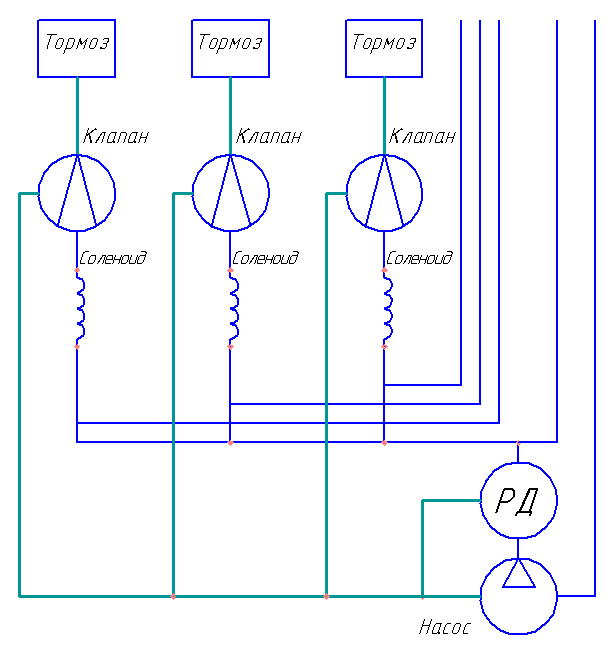 Тормоз
Тормоз
Тормоз
Клапан
Клапан
Клапан
Соленоид
Соленоид
Соленоид
РД
Насос